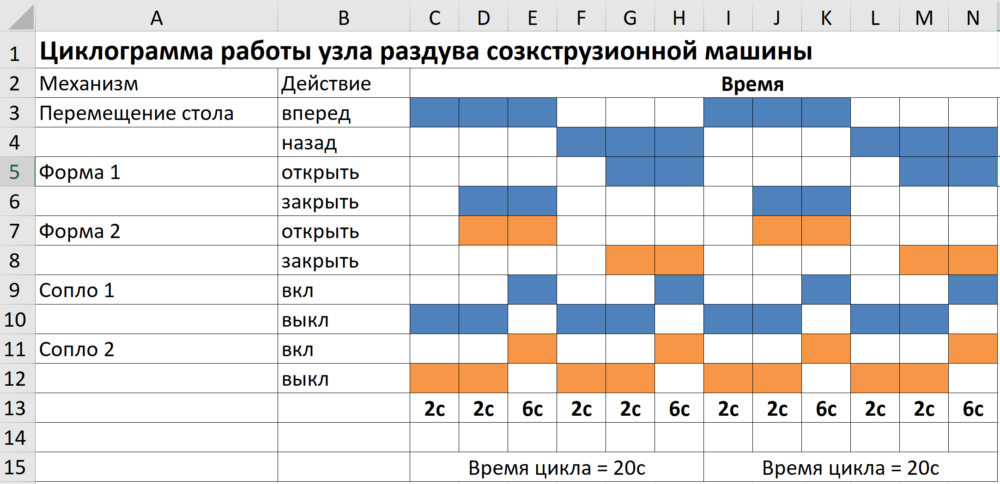 A B C D E F G H I J K L M N
1 Циклограмма работы узла раздува созкструзионной машины
2 Механизм Действие Время
3 Перемещение стола вперед
4 назад
5 Форма 1 открыть
6 закрыть
7 Форма 2 открыть
8 закрыть
9 Сопло 1 вкл
10 выкл
11 Сопло 2 вкл
12 выкл
13 2с 2с 6с 2с 2с 6с 2с 2с 6с 2с 2с 6с
14
15 Время цикла = 20с Время цикла = 20с